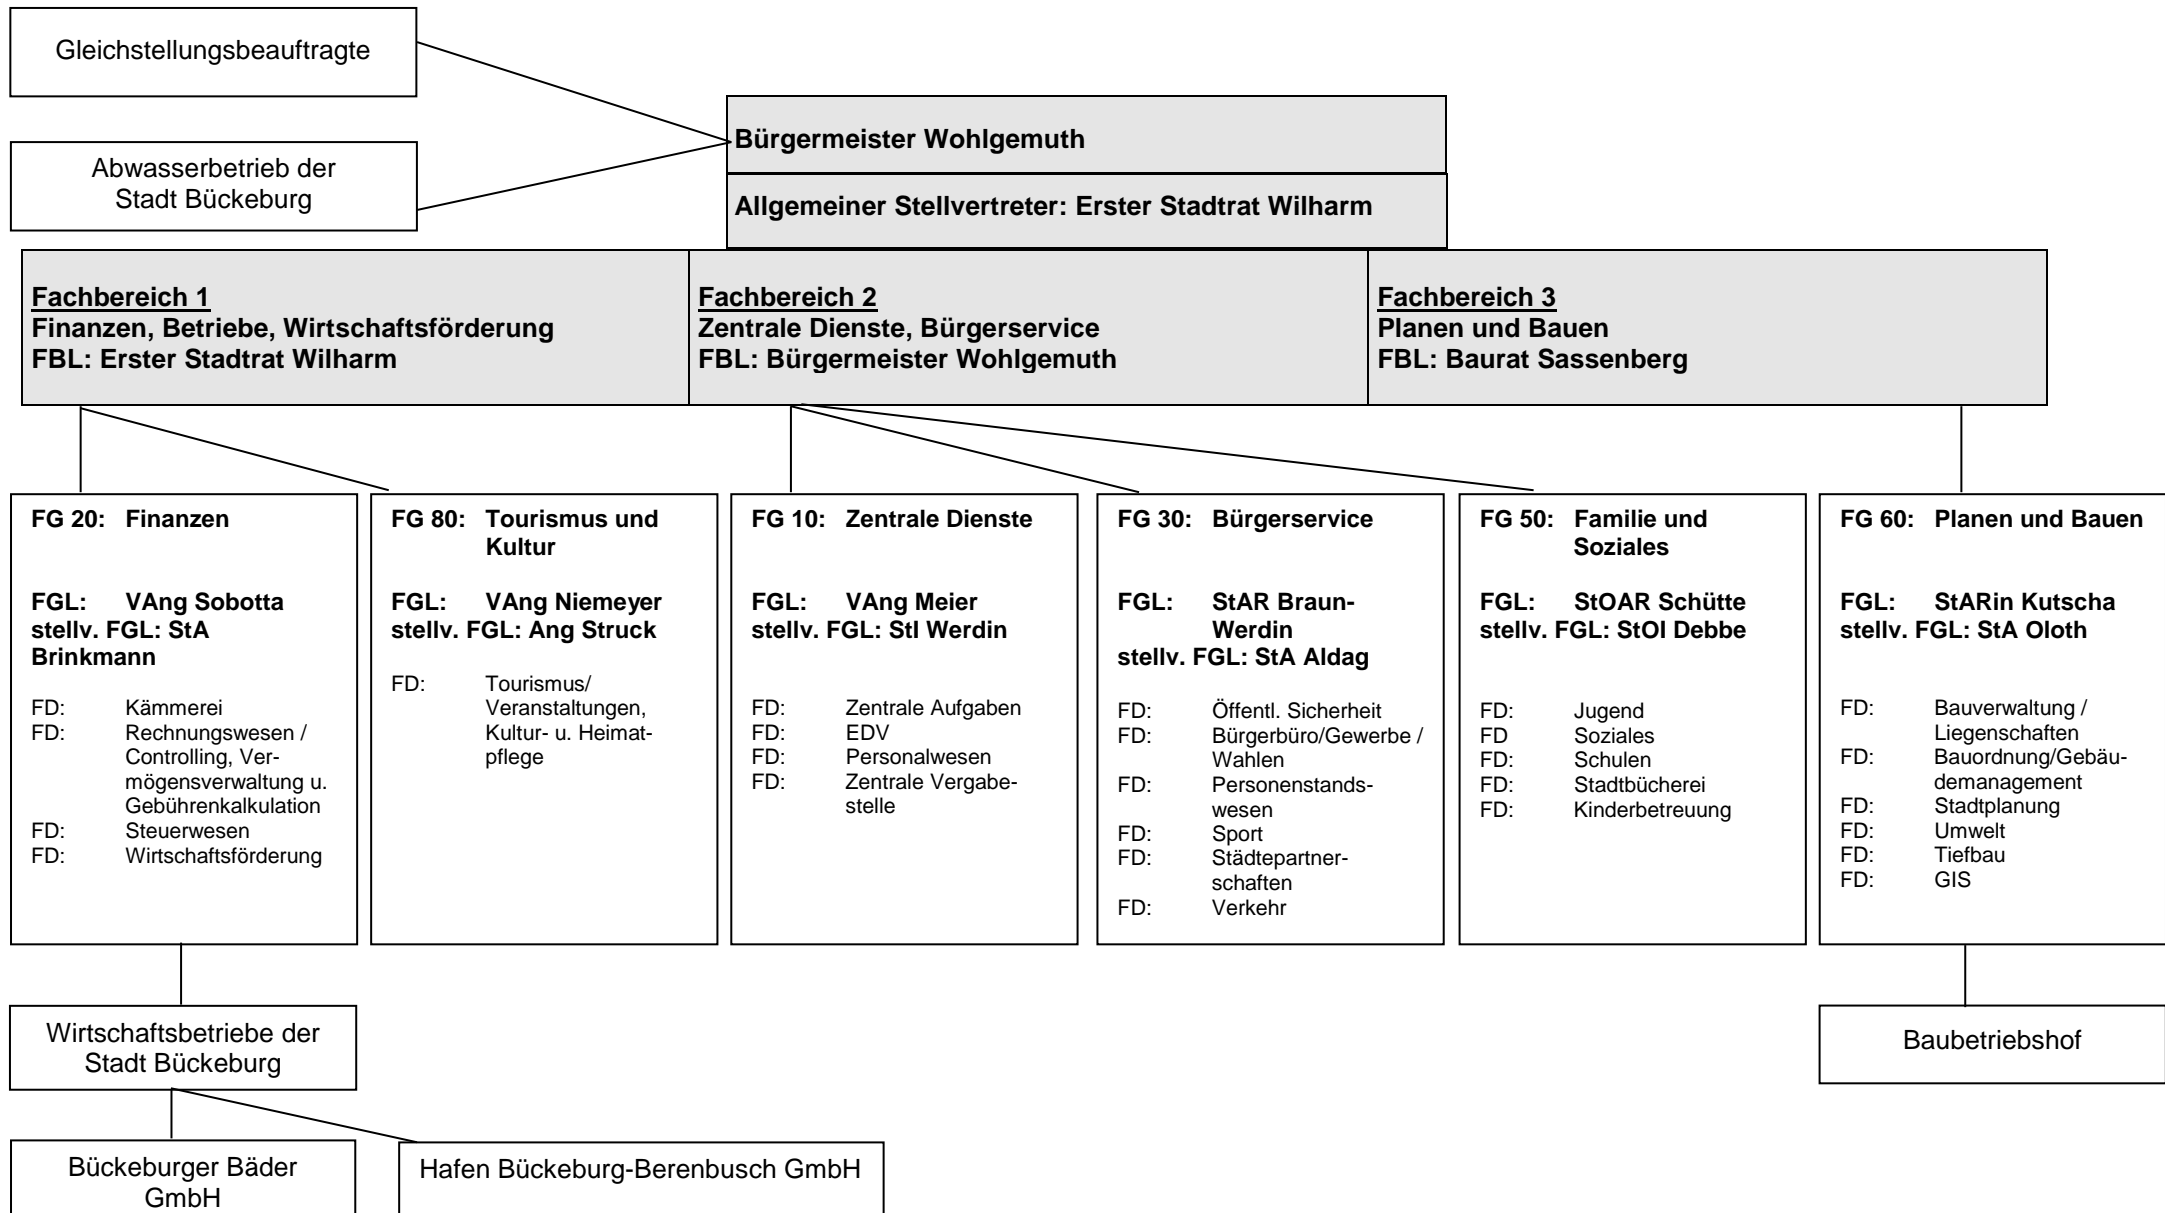 Gleichstellungsbeauftragte
Abwasserbetrieb der
Stadt Bückeburg
Bürgermeister Wohlgemuth
Allgemeiner Stellvertreter: Erster Stadtrat Wilharm
Fachbereich 1
Finanzen, Betriebe, Wirtschaftsförderung
FBL: Erster Stadtrat Wilharm
Fachbereich 2
Zentrale Dienste, Bürgerservice
FBL: Bürgermeister Wohlgemuth
Fachbereich 3
Planen und Bauen
FBL: Baurat Sassenberg
FG 20: Finanzen
FGL: VAng Sobotta
stellv. FGL: StA
Brinkmann
FD: Kämmerei
FD: Rechnungswesen /
Controlling, Ver-
mögensverwaltung u.
Gebührenkalkulation
FD: Steuerwesen
FD: Wirtschaftsförderung
FG 80: Tourismus und
Kultur
FGL: VAng Niemeyer
stellv. FGL: Ang Struck
FD: Tourismus/
Veranstaltungen,
Kultur- u. Heimat-
pflege
FG 10: Zentrale Dienste
FGL: VAng Meier
stellv. FGL: StI Werdin
FD: Zentrale Aufgaben
FD: EDV
FD: Personalwesen
FD: Zentrale Vergabe-
stelle
FG 30: Bürgerservice
FGL: StAR Braun-
Werdin
stellv. FGL: StA Aldag
FD: Öffentl. Sicherheit
FD: Bürgerbüro/Gewerbe /
Wahlen
FD: Personenstands-
wesen
FD: Sport
FD: Städtepartner-
schaften
FD: Verkehr
FG 50: Familie und
Soziales
FGL: StOAR Schütte
stellv. FGL: StOI Debbe
FD: Jugend
FD Soziales
FD: Schulen
FD: Stadtbücherei
FD: Kinderbetreuung
FG 60: Planen und Bauen
FGL: StARin Kutscha
stellv. FGL: StA Oloth
FD: Bauverwaltung /
Liegenschaften
FD: Bauordnung/Gebäu-
demanagement
FD: Stadtplanung
FD: Umwelt
FD: Tiefbau
FD: GIS
Wirtschaftsbetriebe der
Stadt Bückeburg
Baubetriebshof
Bückeburger Bäder
GmbH
Hafen Bückeburg-Berenbusch GmbH